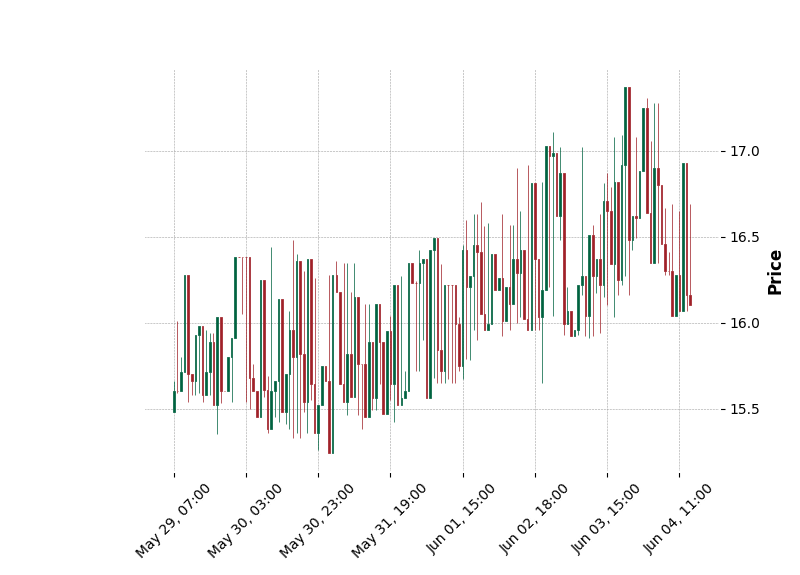 17.0
16.5
16.0
15.5
Price
May 29, 07:00
May 30, 03:00
May 30, 23:00
May 31, 19:00
Jun 01, 15:00
Jun 02, 18:00
Jun 03, 15:00
Jun 04, 11:00